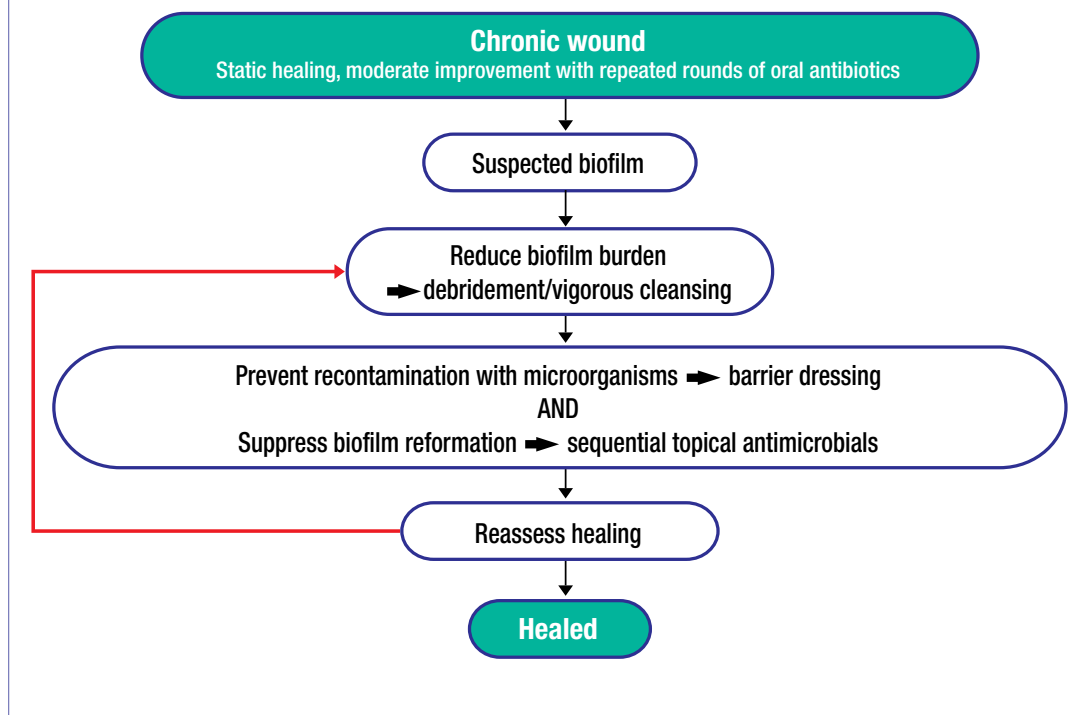 Chronic wound
Static healing, moderate improvement with repeated rounds of oral antibiotics
Suspected biofilm
Reduce biofilm burden
➡ debridement/vigorous cleansing
Prevent recontamination with microorganisms ➡ barrier dressing
AND
Suppress biofilm reformation ➡ sequential topical antimicrobials
Reassess healing
Healed